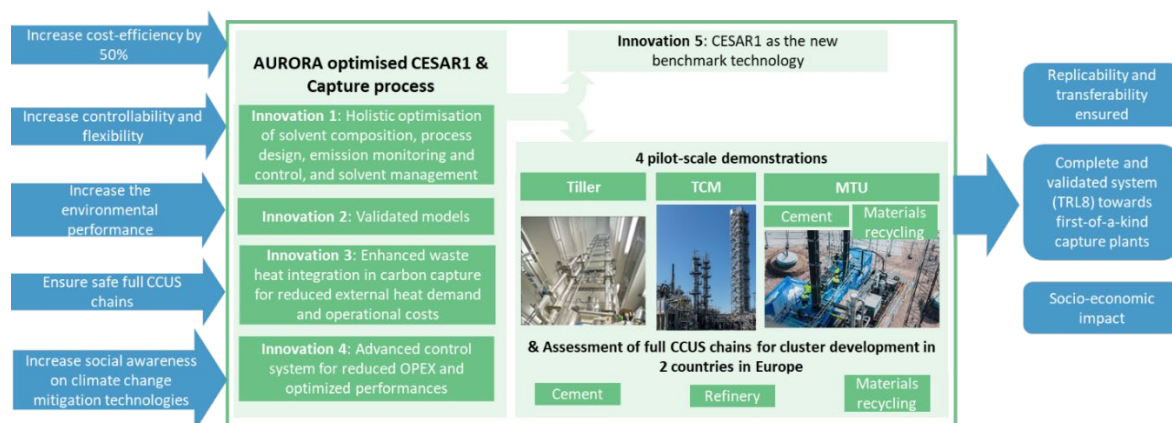 Increase cost-efficiency by
50%
Increase controllability and
flexibility
Increase the
environmental
performance
Ensure safe full CCUS
chains
Increase social awareness
on climate change
mitigation technologies
AURORA optimised CESAR1 &
Capture process
Innovation 1: Holistic optimisation
of solvent composition, process
design, emission monitoring and
control, and solvent management
Innovation 2: Validated models
Innovation 3: Enhanced waste
heat integration in carbon capture
for reduced external heat demand
and operational costs
Innovation 4: Advanced control
system for reduced OPEX and
optimized performances
Innovation 5: CESAR1 as the new
benchmark technology
4 pilot-scale demonstrations
Tiller
TCM
MTU
Cement
Materials
recycling
& Assessment of full CCUS chains for cluster development in
2 countries in Europe
Cement
Refinery
Materials
recycling
Replicability and
transferability
ensured
Complete and
validated system
(TRL8) towards
first-of-a-kind
capture plants
Socio-economic
impact